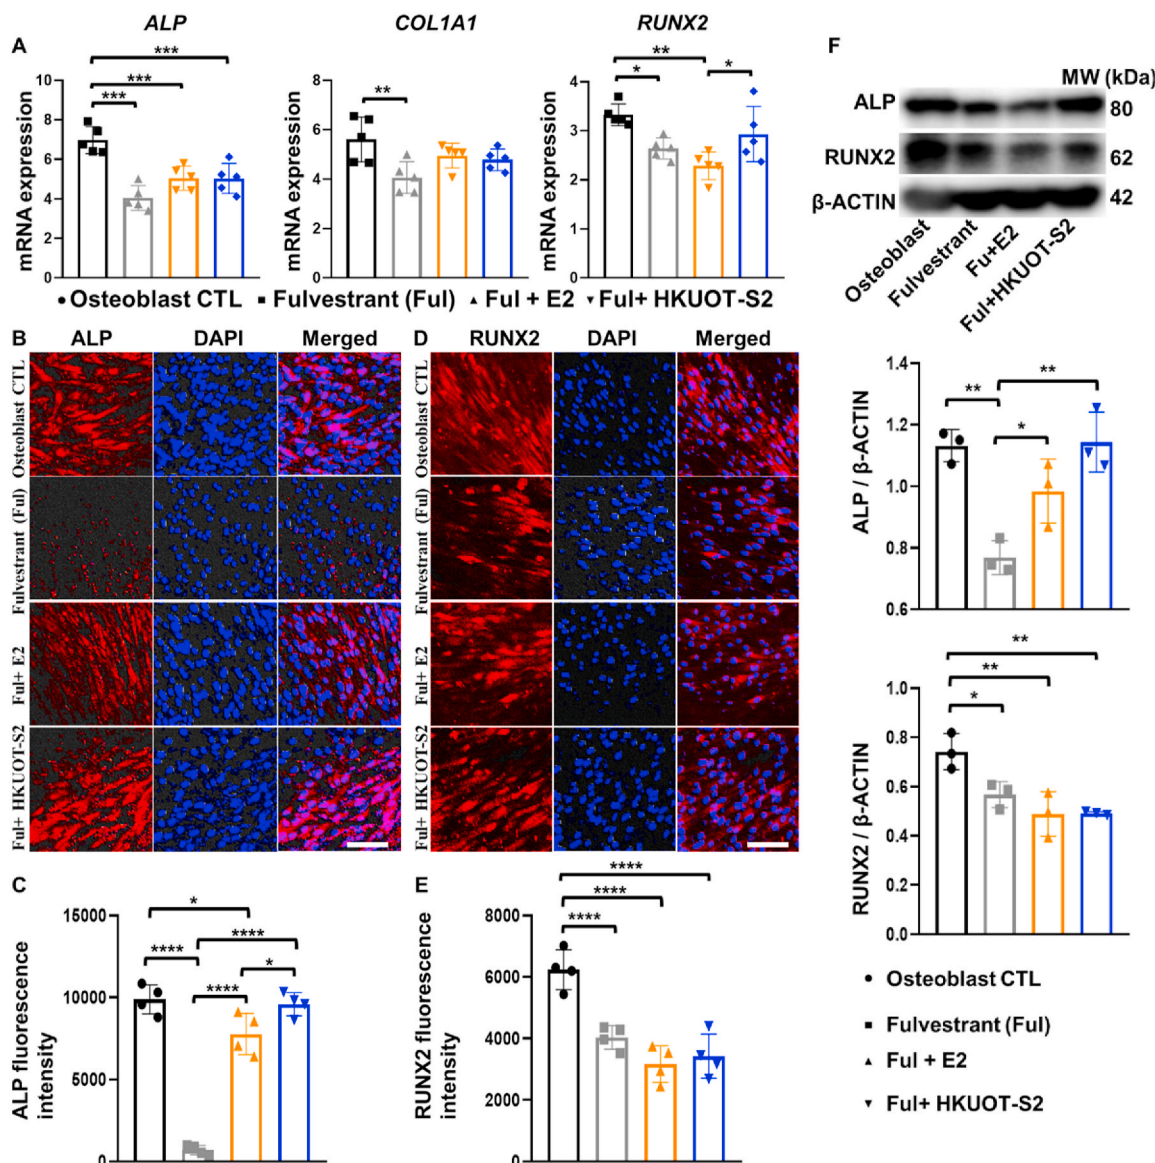 ALP
COL1A1
RUNX2
A
***
***
***
mRNA expression
10
8
6
4
2
0
**
mRNA expression
8
6
4
2
0
**
*
*
mRNA expression
4
3
2
1
0
● Osteoblast CTL ■ Fulvestrant (Ful) ▲ Ful + E2 ▼ Ful+ HKUOT-S2
B
ALP
DAPI
Merged
Osteoblast CTL
Fulvestrant (Ful)
Ful+ E2
Ful+ HKUOT-S2
D
RUNX2
DAPI
Merged
Osteoblast CTL
Fulvestrant (Ful)
Ful+ E2
Ful+ HKUOT-S2
C
ALP fluorescence
intensity
15000
10000
5000
0
*
****
****
****
*
E
RUNX2 fluorescence
intensity
8000
6000
4000
2000
0
****
****
****
F
MW (kDa)
ALP
80
RUNX2
62
β-ACTIN
42
Osteoblast
Fulvestrant
Fu+E2
Ful+HKUOT-S2
ALP / β-ACTIN
1.4
1.2
1.0
0.8
0.6
**
**
*
RUNX2 / β-ACTIN
1.0
0.8
0.6
0.4
0.2
0.0
**
**
*
● Osteoblast CTL
■ Fulvestrant (Ful)
▲ Ful + E2
▼ Ful+ HKUOT-S2